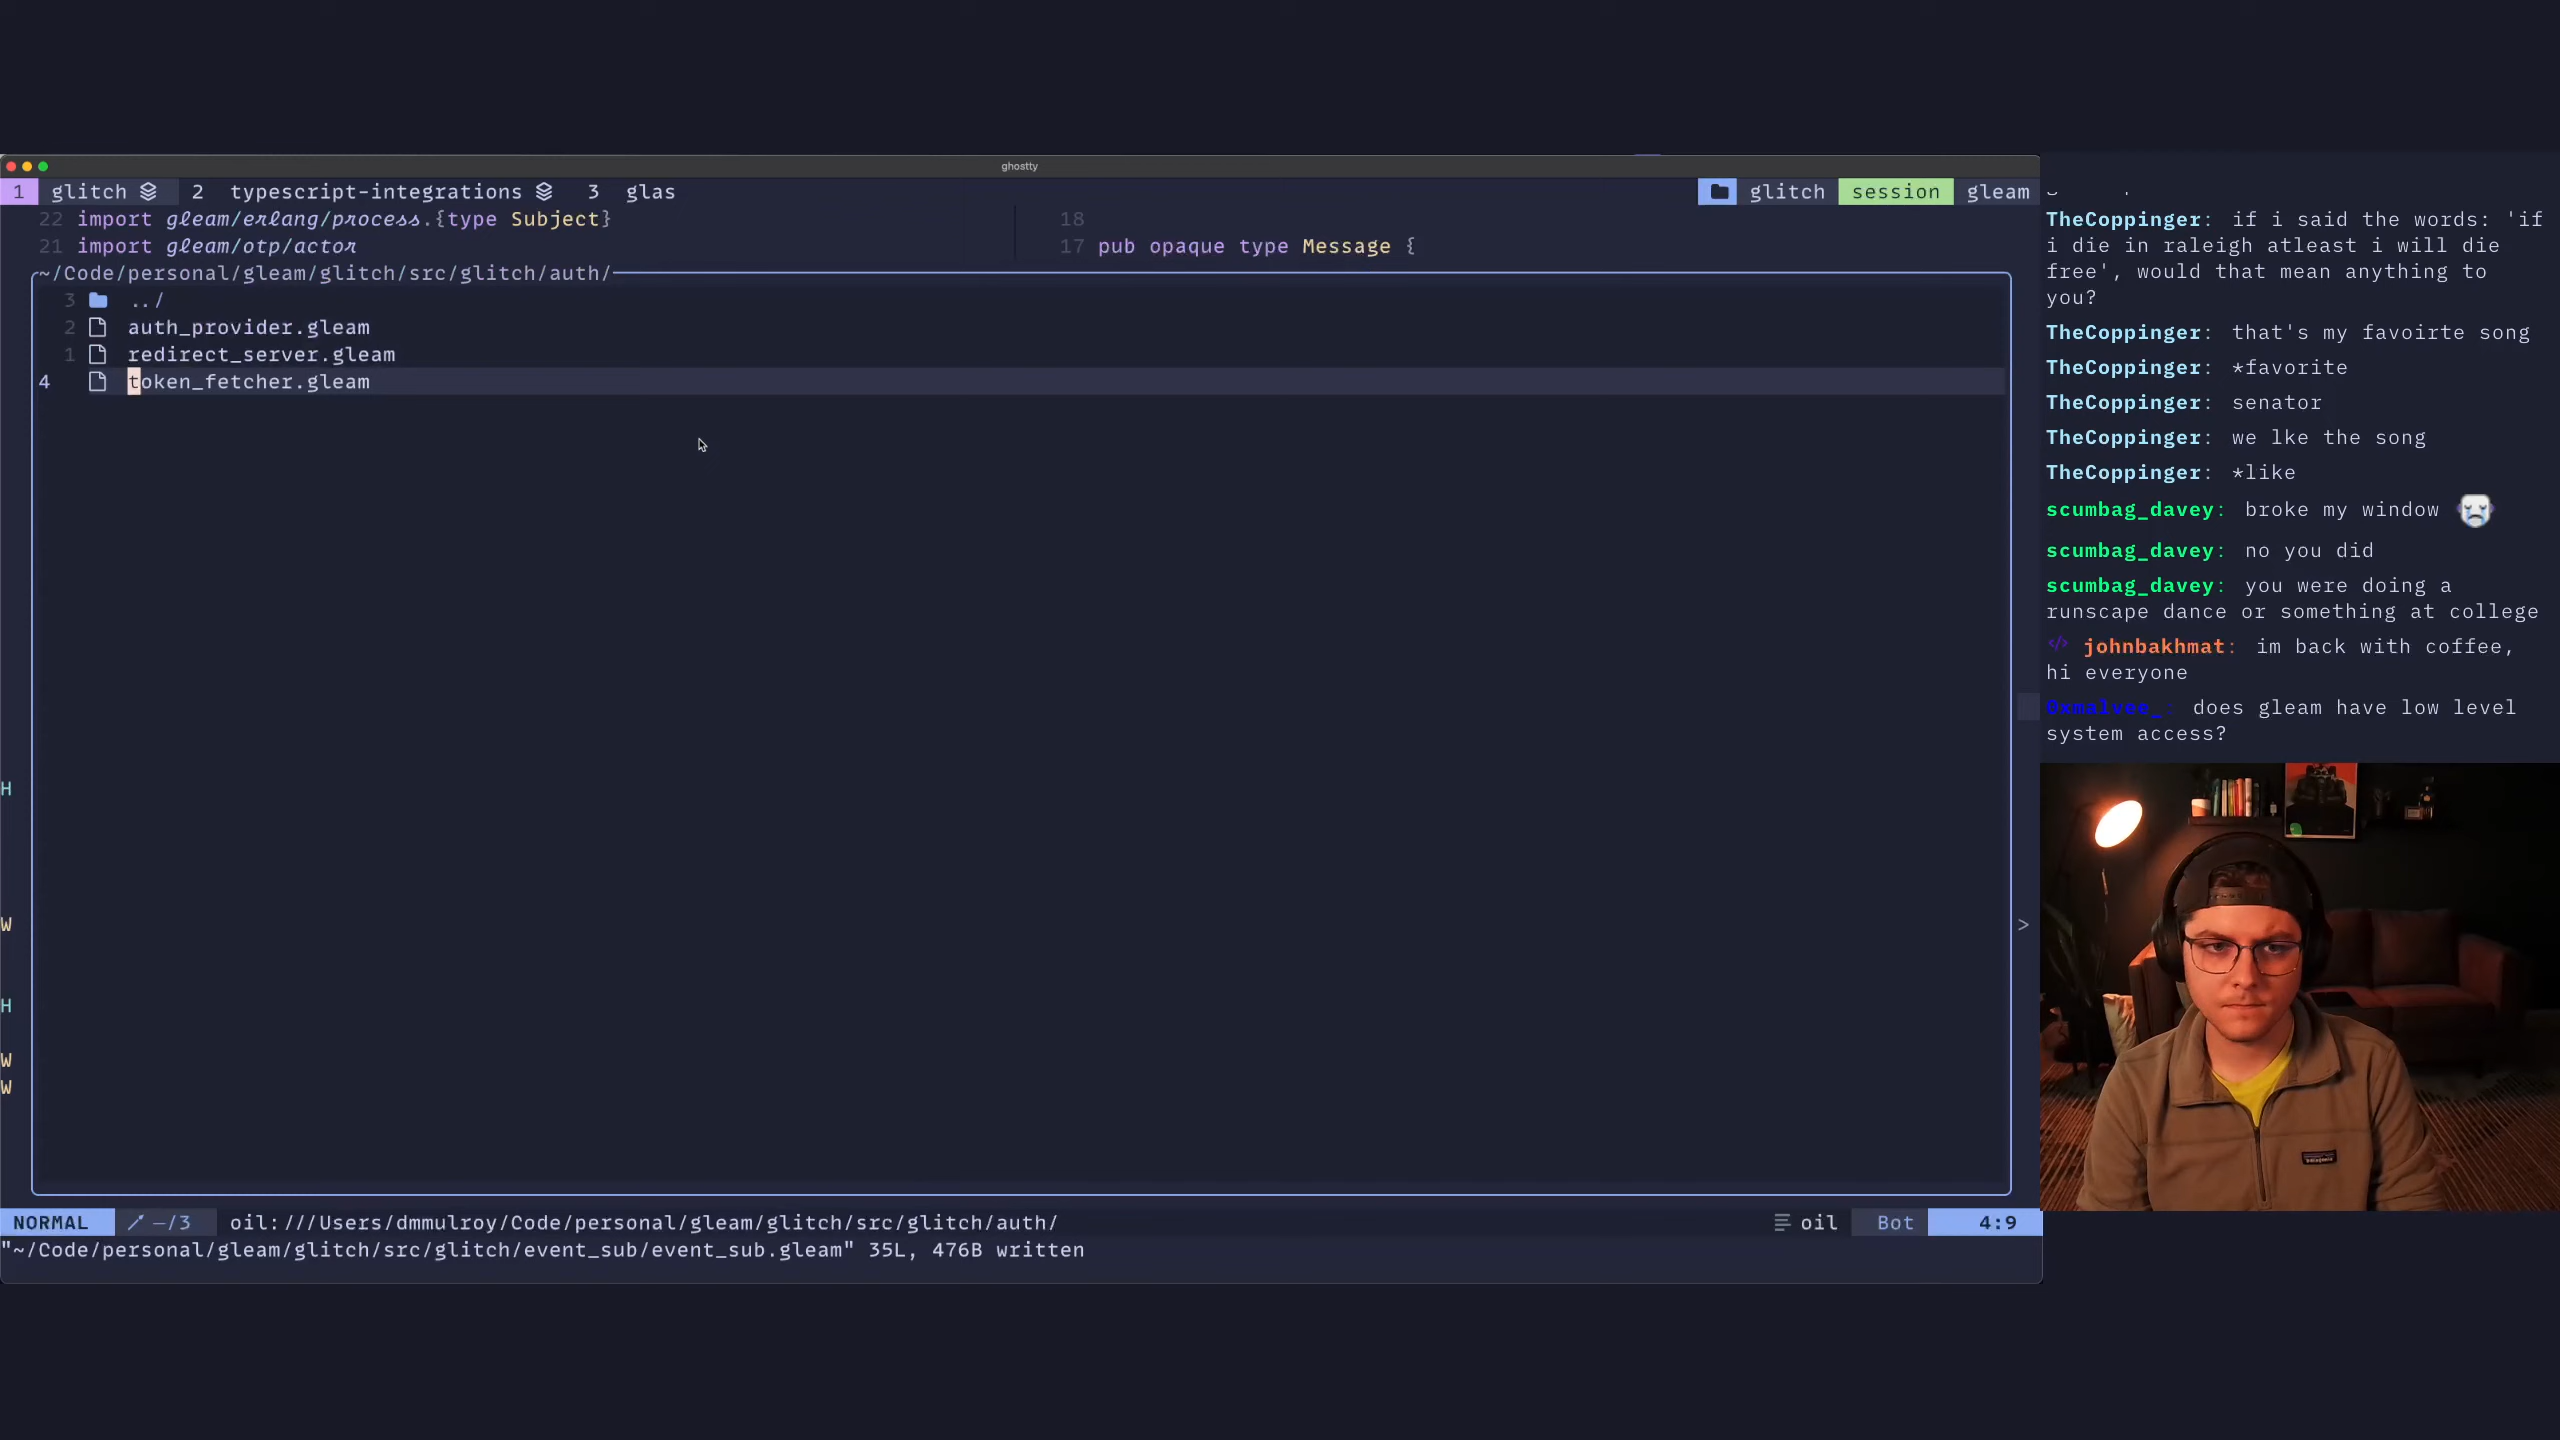 ghostty
1 glitch 2 typescript-integrations 3 glas
glitch session gleam
22 import gleam/erlang/process.{type Subject}
21 import gleam/otp/actor
18
17 pub opaque type Message {
~/Code/personal/gleam/glitch/src/glitch/auth/
3 ../
2 auth_provider.gleam
1 redirect_server.gleam
4 token_fetcher.gleam
H
W
H
W
W
>
NORMAL –/3 oil:///Users/dmmulroy/Code/personal/gleam/glitch/src/glitch/auth/ oil Bot 4:9
"~/Code/personal/gleam/glitch/src/glitch/event_sub/event_sub.gleam" 35L, 476B written
TheCoppinger: if i said the words: 'if
i die in raleigh atleast i will die
free', would that mean anything to
you?
TheCoppinger: that's my favoirte song
TheCoppinger: *favorite
TheCoppinger: senator
TheCoppinger: we lke the song
TheCoppinger: *like
scumbag_davey: broke my window
scumbag_davey: no you did
scumbag_davey: you were doing a
runscape dance or something at college
johnbakhmat: im back with coffee,
hi everyone
0xmalvee_: does gleam have low level
system access?